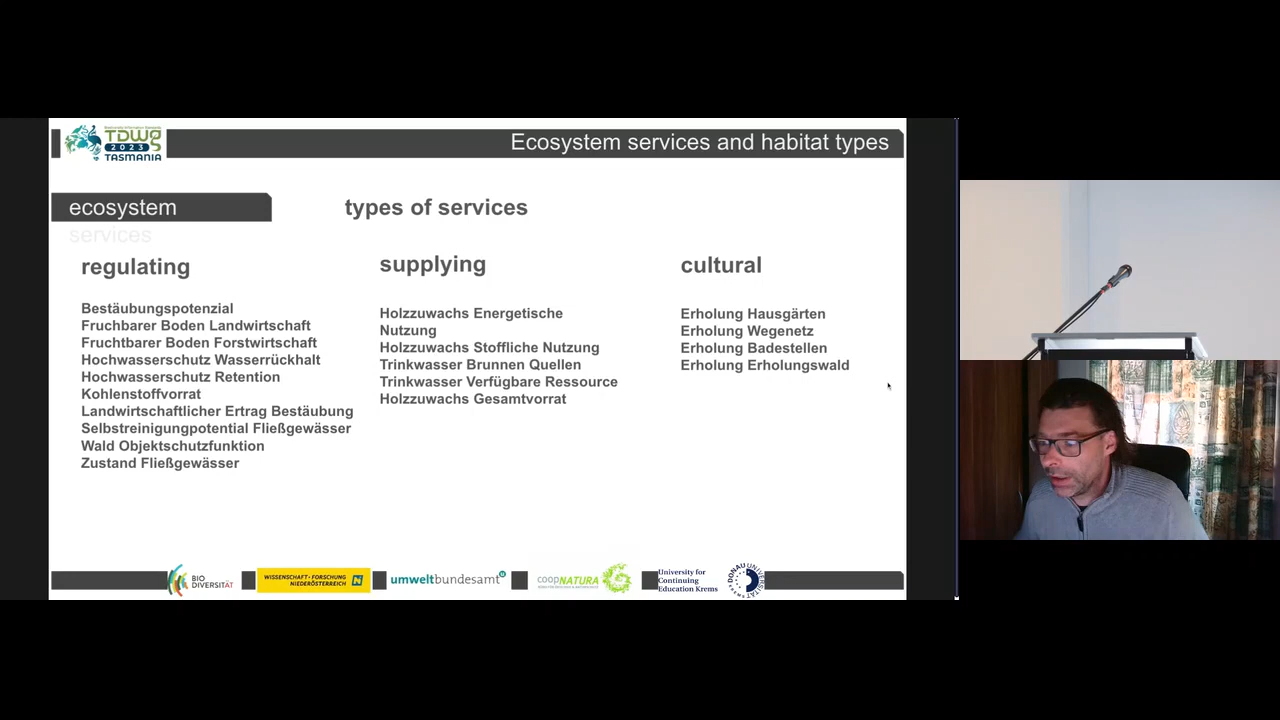 TDWG
2023
TASMANIA
Ecosystem services and habitat types
ecosystem
services
types of services
regulating
Bestäubungspotenzial
Fruchbarer Boden Landwirtschaft
Fruchtbarer Boden Forstwirtschaft
Hochwasserschutz Wasserrückhalt
Hochwasserschutz Retention
Kohlenstoffvorrat
Landwirtschaftlicher Ertrag Bestäubung
Selbstreinigungpotential Fließgewässer
Wald Objektschutzfunktion
Zustand Fließgewässer
supplying
Holzzuwachs Energetische
Nutzung
Holzzuwachs Stoffliche Nutzung
Trinkwasser Brunnen Quellen
Trinkwasser Verfügbare Ressource
Holzzuwachs Gesamtvorrat
cultural
Erholung Hausgärten
Erholung Wegenetz
Erholung Badestellen
Erholung Erholungswald
BIO
DIVERSITÄT
WISSENSCHAFT · FORSCHUNG
NIEDERÖSTERREICH
umweltbundesamt
coopNATURA
University for
Continuing
Education Krems